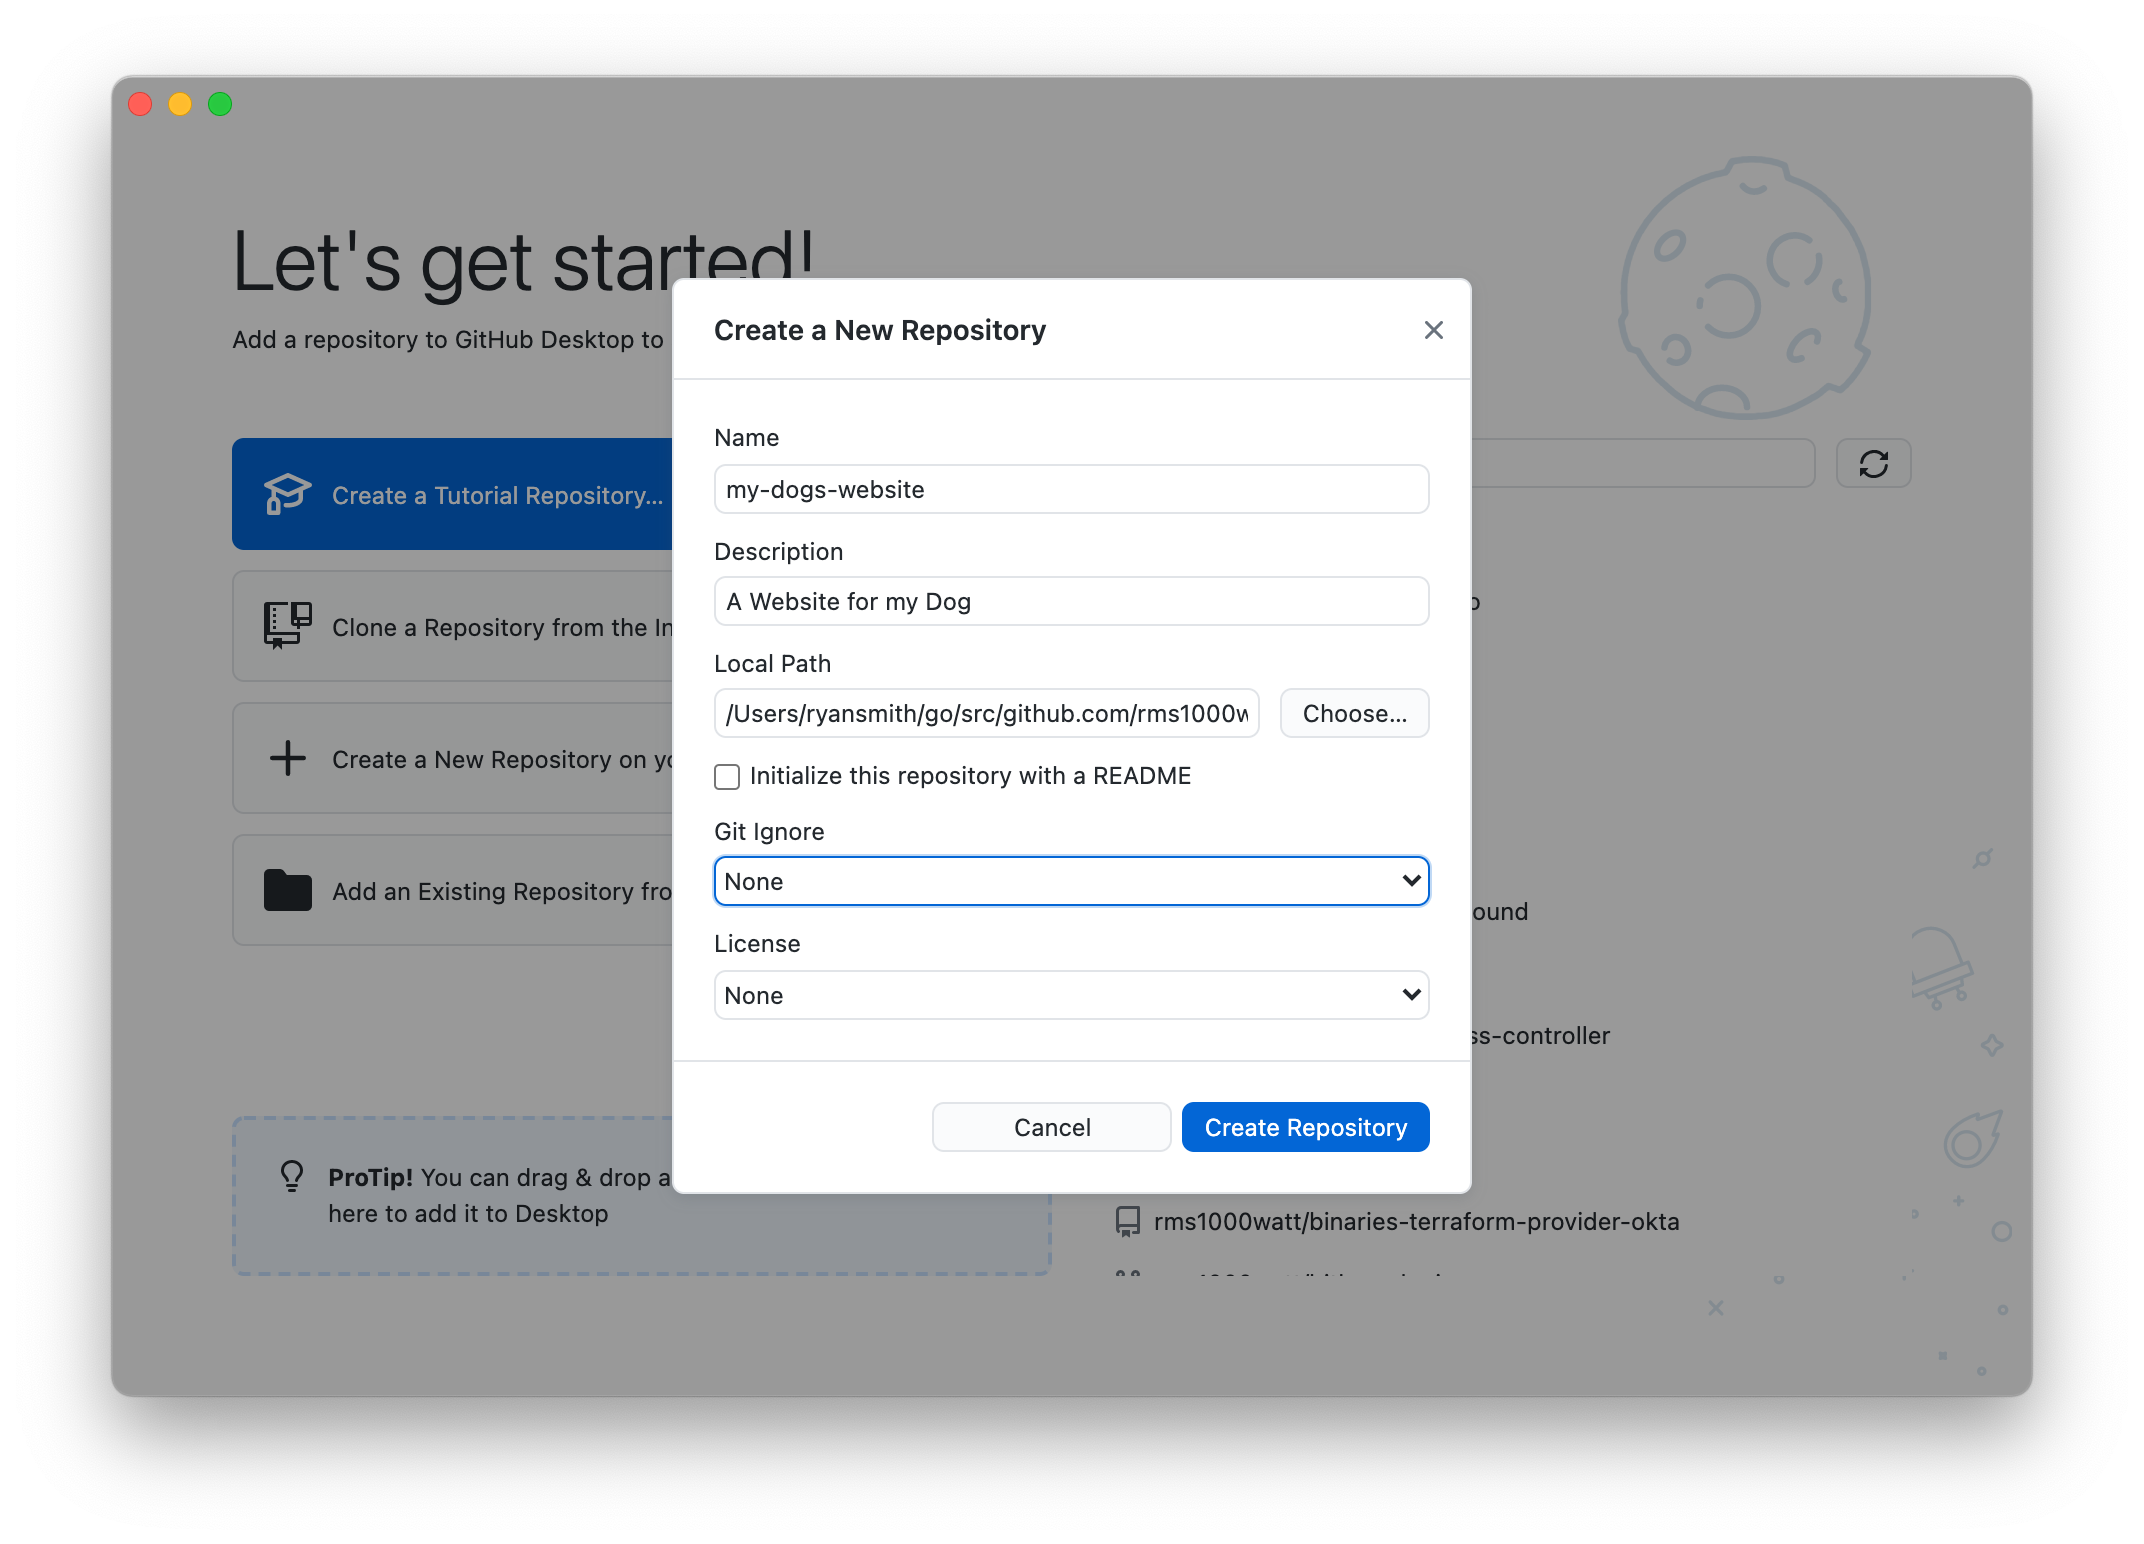 Let's get started!
Add a repository to GitHub Desktop to
Create a Tutorial Repository...
Clone a Repository from the In
Create a New Repository on yo
Add an Existing Repository fro
ProTip! You can drag & drop a
here to add it to Desktop
Create a New Repository
Name
my-dogs-website
Description
A Website for my Dog
Local Path
/Users/ryansmith/go/src/github.com/rms1000w
Choose...
Initialize this repository with a README
Git Ignore
None
License
None
Cancel
Create Repository
ound
ss-controller
rms1000watt/binaries-terraform-provider-okta